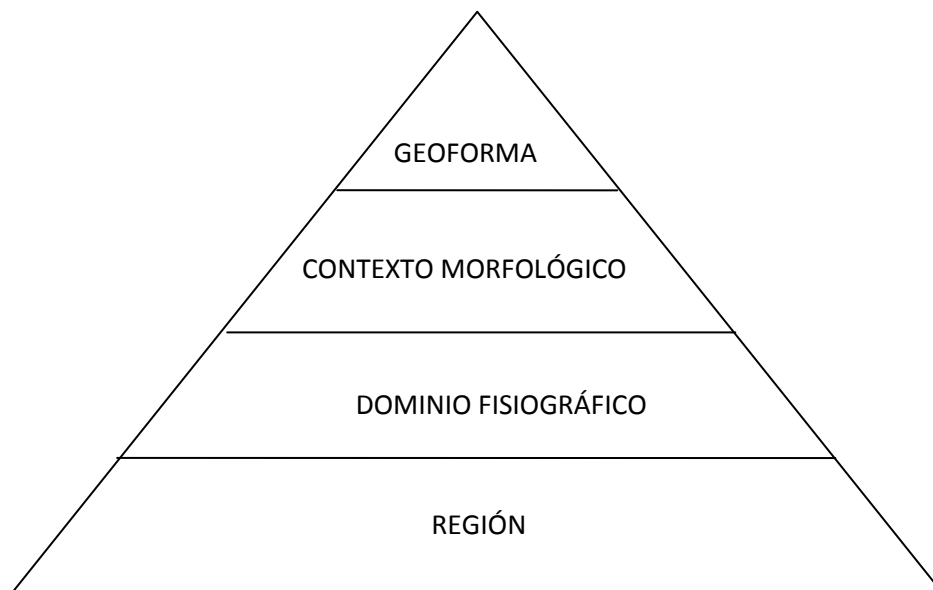 GEOFORMA
CONTEXTO MORFOLÓGICO
DOMINIO FISIOGRÁFICO
REGIÓN